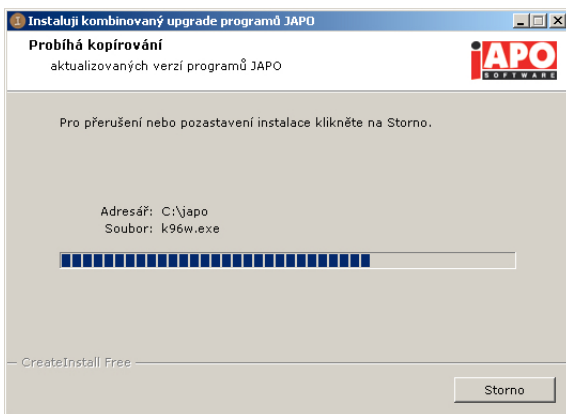 Instaluji kombinovaný upgrade programů JAPO
Probíhá kopírování
aktualizovaných verzí programů JAPO
jAPO
SOFTWARE
Pro přerušení nebo pozastavení instalace klikněte na Storno.
Adresář: C:\japo
Soubor: k96w.exe
CreateInstall Free
Storno